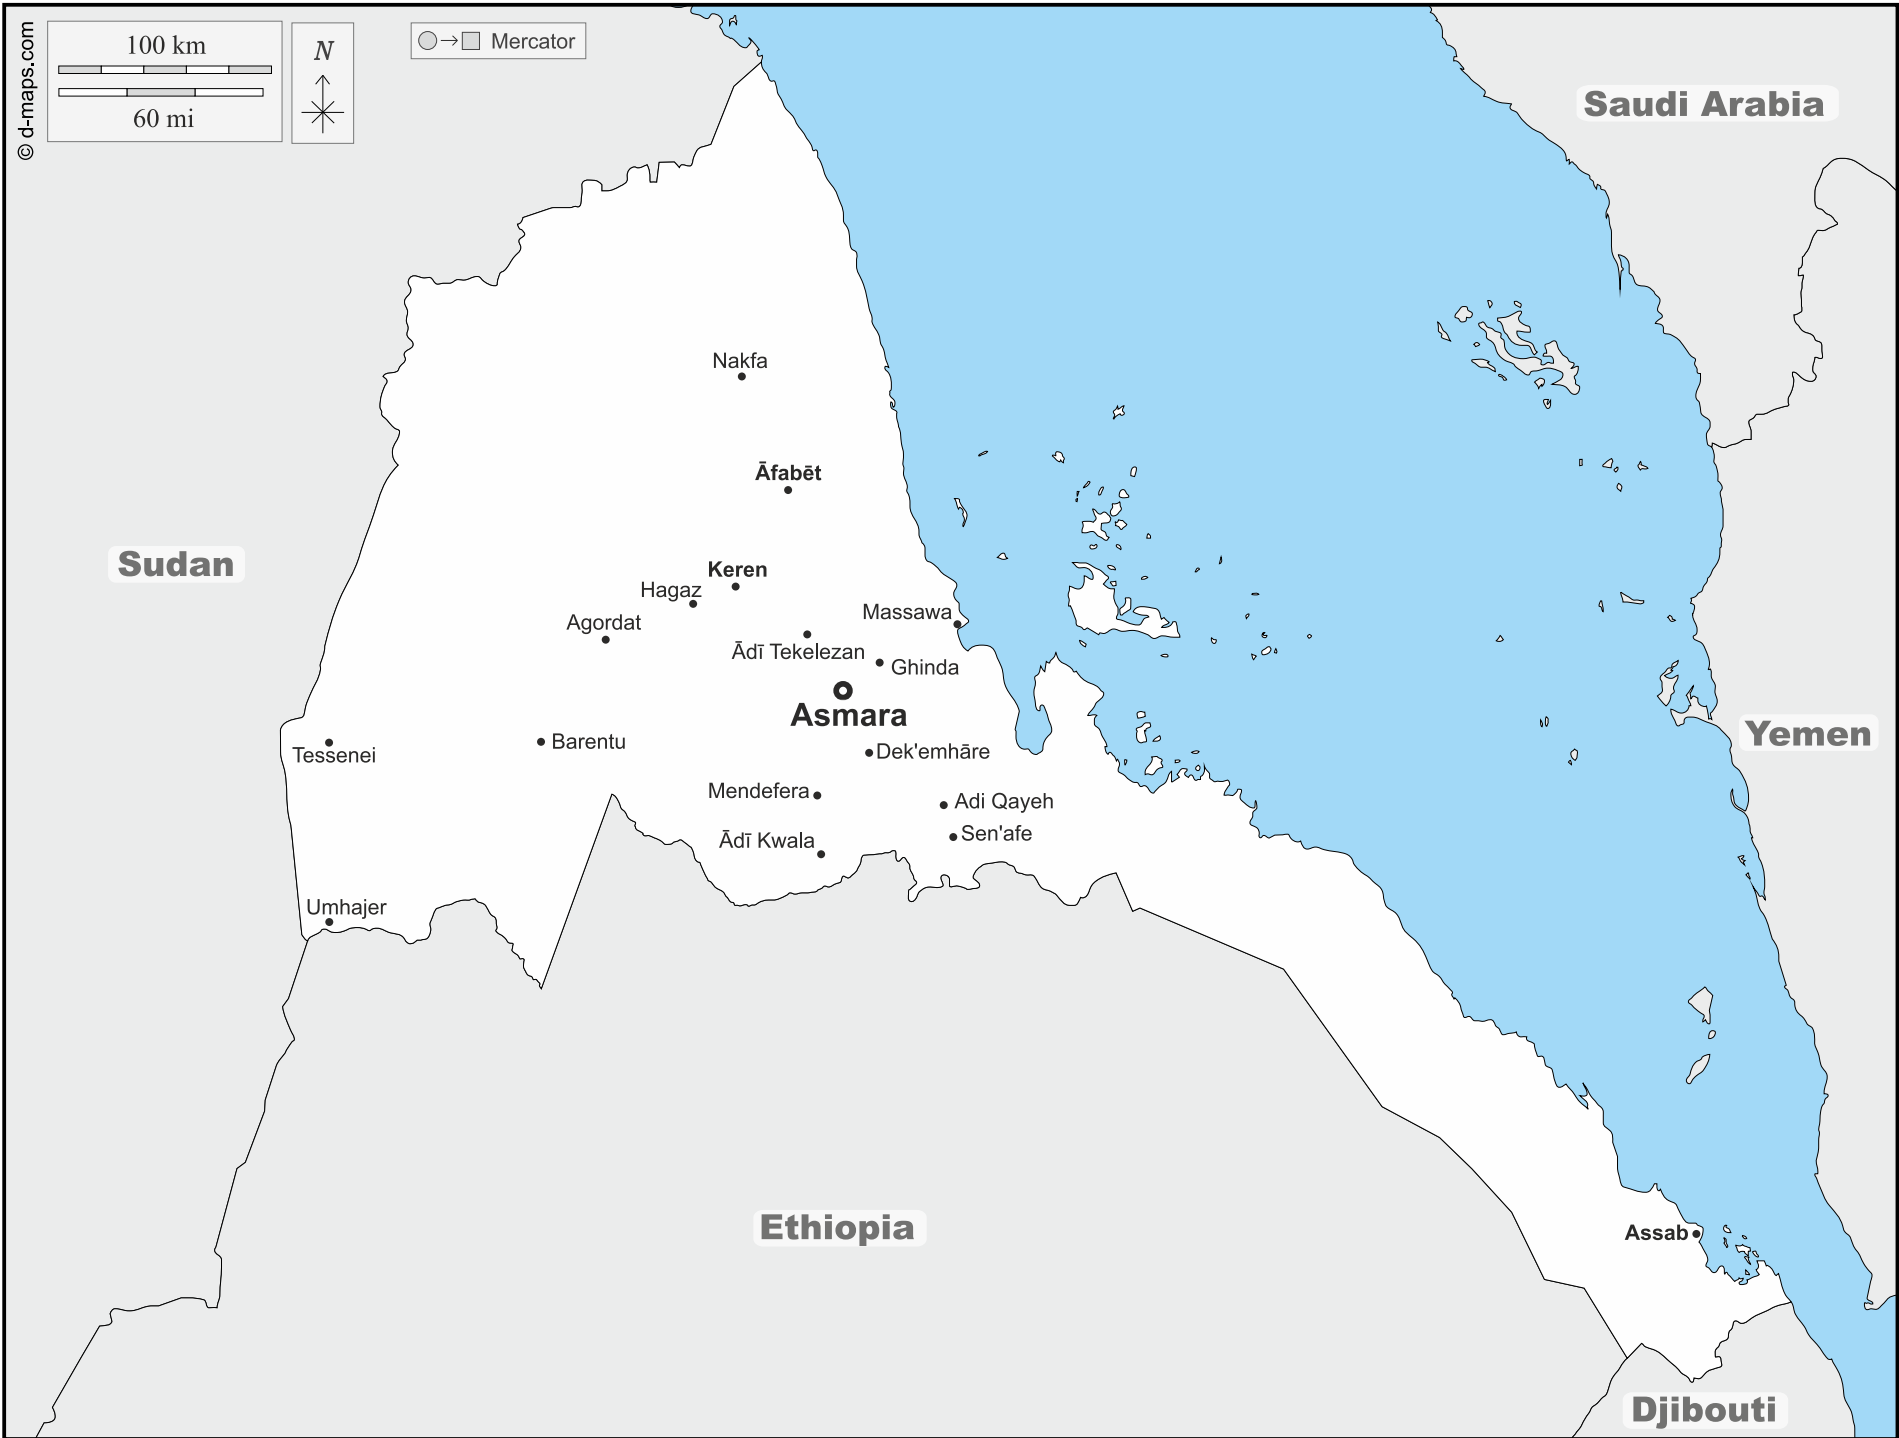 © d-maps.com
100 km
60 mi
N
Mercator
Saudi Arabia
Nakfa
Āfabēt
Sudan
Keren
Hagaz
Agordat
Massawa
Ādī Tekelezan
Ghinda
Asmara
Yemen
Tessenei
Barentu
Dek'emhāre
Mendefera
Adi Qayeh
Ādī Kwala
Sen'afe
Umhajer
Ethiopia
Assab
Djibouti